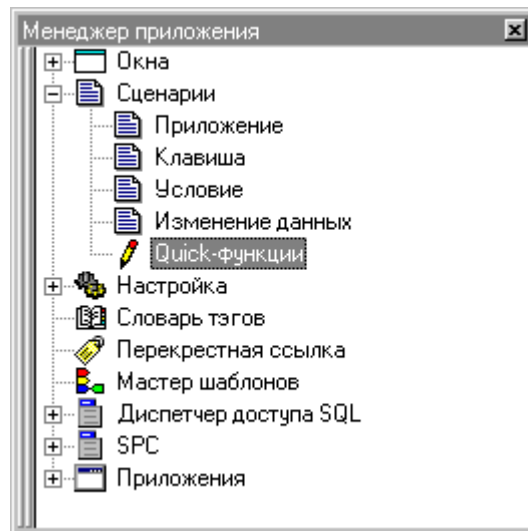 Менеджер приложения
Окна
Сценарии
Приложение
Клавиша
Условие
Изменение данных
Quick-функции
Настройка
Словарь тэгов
Перекрестная ссылка
Мастер шаблонов
Диспетчер доступа SQL
SPC
Приложения